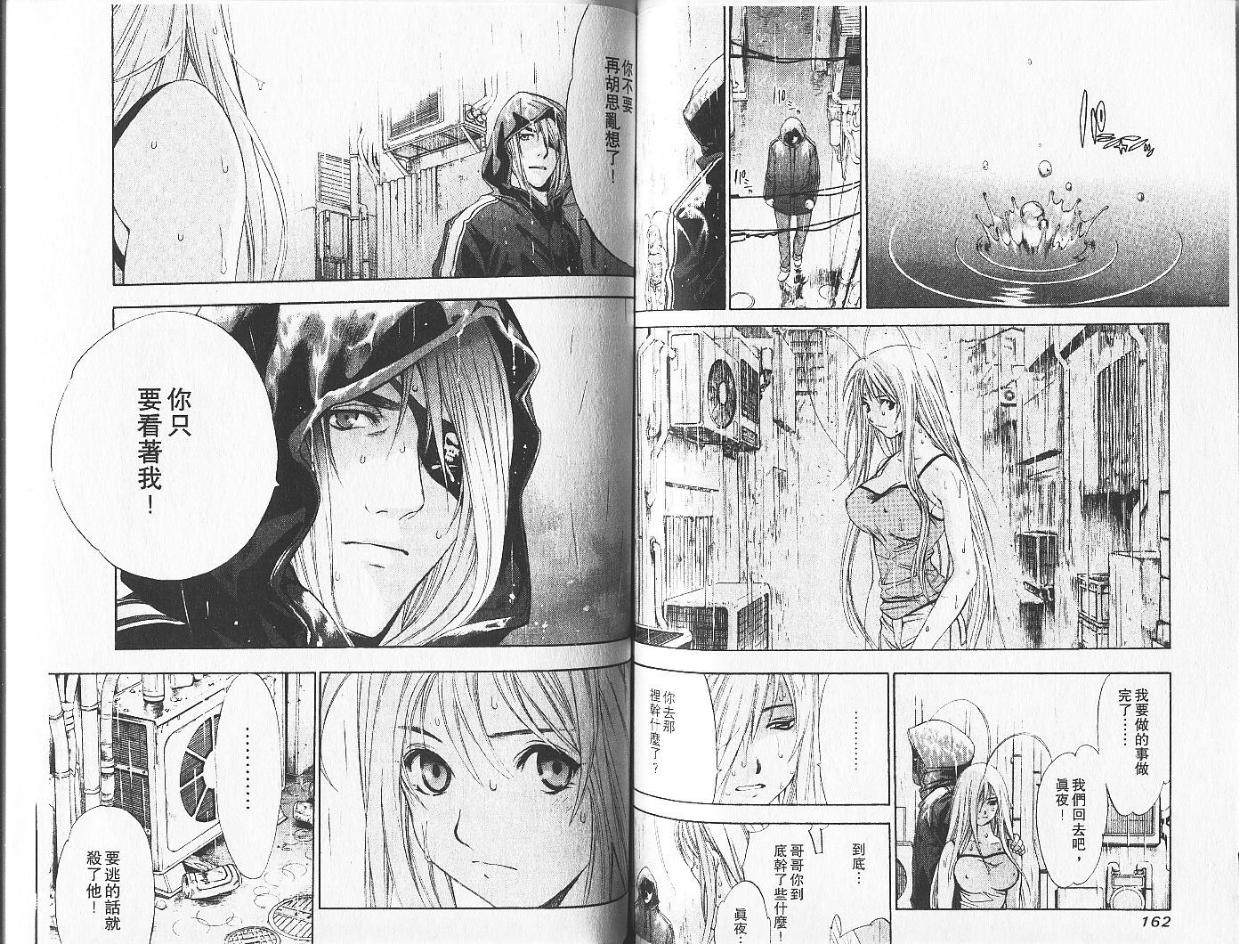 我要做的事做
完了……
我們回去吧，
眞夜！
………
你去那
裡幹什麼了？
到底…
哥哥你到
底幹了些什麼！
眞夜…
162
你不要
再胡思亂想了！
你只
要看著我！
………
要逃的話就
殺了他！